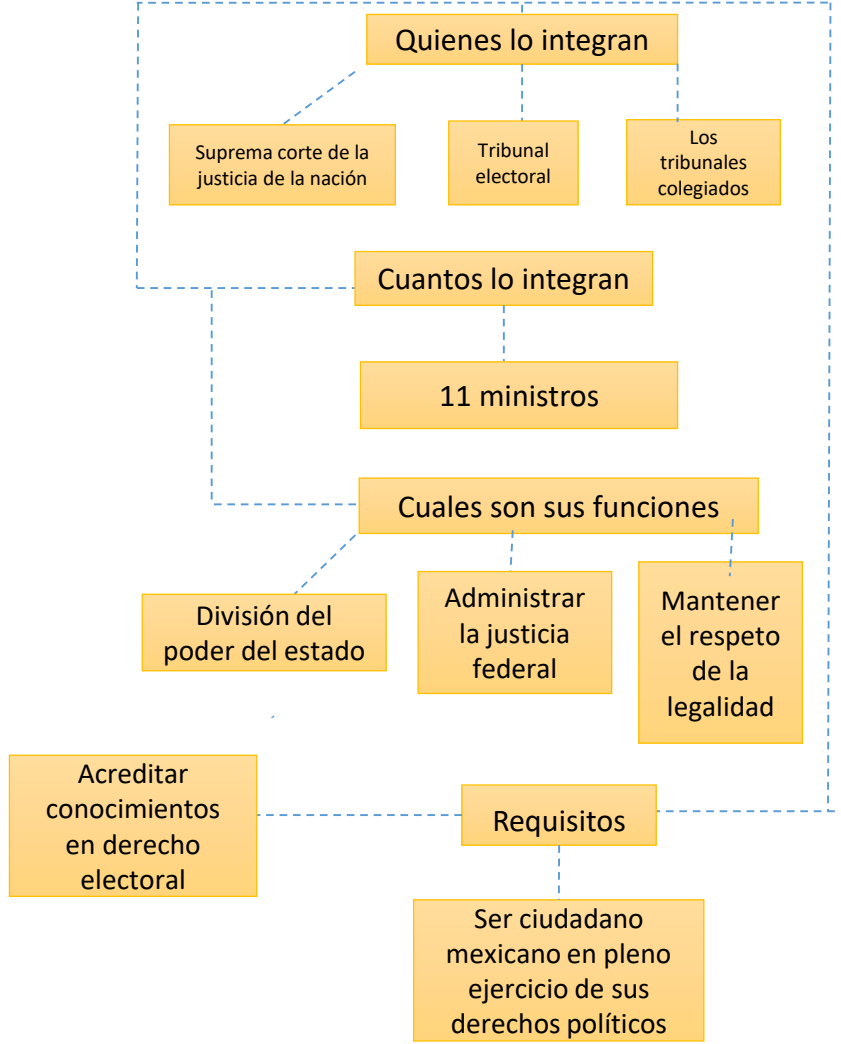 Quienes lo integran
Suprema corte de la
justicia de la nación
Tribunal
electoral
Los
tribunales
colegiados
Cuantos lo integran
11 ministros
Cuales son sus funciones
División del
poder del estado
Administrar
la justicia
federal
Mantener
el respeto
de la
legalidad
Acreditar
conocimientos
en derecho
electoral
Requisitos
Ser ciudadano
mexicano en pleno
ejercicio de sus
derechos políticos